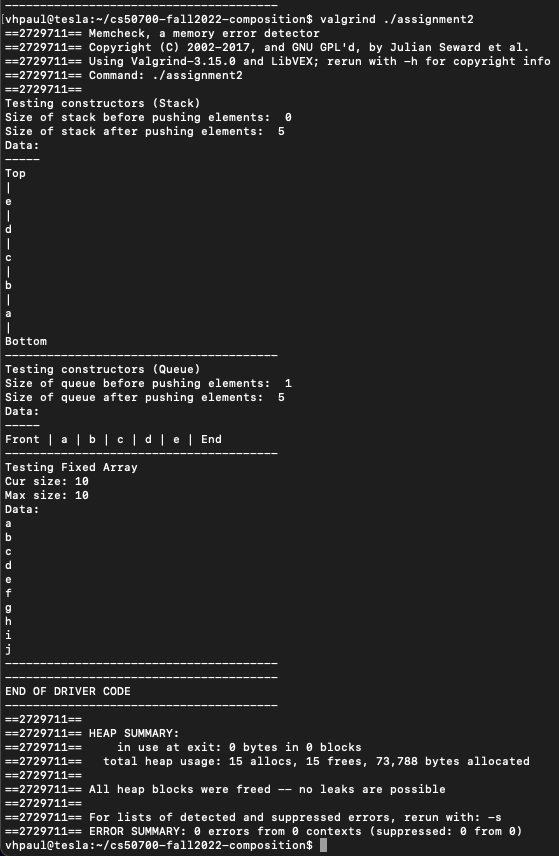 ---------------------------------------
[vhpaul@tesla:~/cs50700-fall2022-composition$ valgrind ./assignment2
==2729711== Memcheck, a memory error detector
==2729711== Copyright (C) 2002-2017, and GNU GPL'd, by Julian Seward et al.
==2729711== Using Valgrind-3.15.0 and LibVEX; rerun with -h for copyright info
==2729711== Command: ./assignment2
==2729711==
Testing constructors (Stack)
Size of stack before pushing elements:  0
Size of stack after pushing elements:  5
Data:
-----
Top
|
e
|
d
|
c
|
b
|
a
|
Bottom
---------------------------------------
Testing constructors (Queue)
Size of queue before pushing elements:  1
Size of queue after pushing elements:  5
Data:
-----
Front | a | b | c | d | e | End
---------------------------------------
Testing Fixed Array
Cur size: 10
Max size: 10
Data:
a
b
c
d
e
f
g
h
i
j
---------------------------------------
---------------------------------------
END OF DRIVER CODE
---------------------------------------
==2729711==
==2729711== HEAP SUMMARY:
==2729711==     in use at exit: 0 bytes in 0 blocks
==2729711==   total heap usage: 15 allocs, 15 frees, 73,788 bytes allocated
==2729711==
==2729711== All heap blocks were freed -- no leaks are possible
==2729711==
==2729711== For lists of detected and suppressed errors, rerun with: -s
==2729711== ERROR SUMMARY: 0 errors from 0 contexts (suppressed: 0 from 0)
vhpaul@tesla:~/cs50700-fall2022-composition$